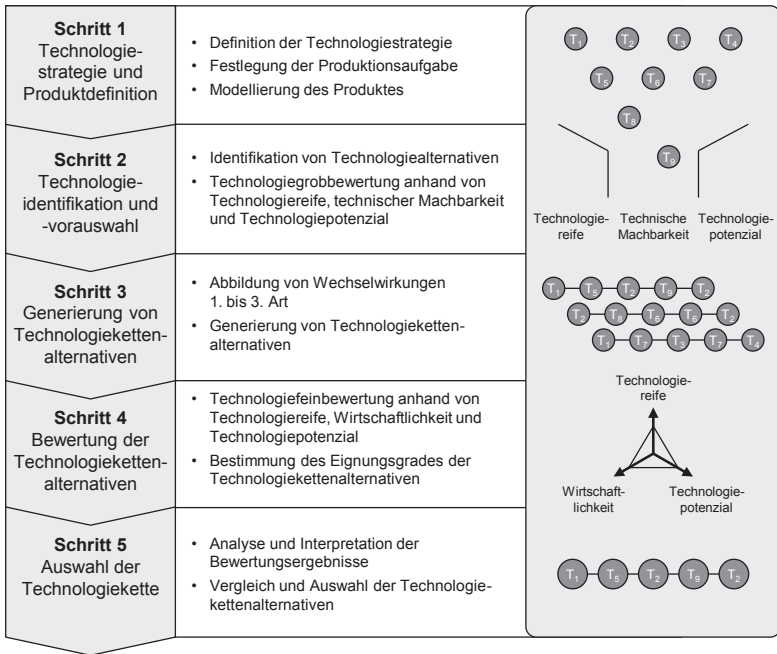 Schritt 1
Technologie-
strategie und
Produktdefinition
• Definition der Technologiestrategie
• Festlegung der Produktionsaufgabe
• Modellierung des Produktes
T1 T2 T3 T4
T5 T6 T7
T8
T9
Schritt 2
Technologie-
identifikation und
-vorauswahl
• Identifikation von Technologiealternativen
• Technologiegrobbewertung anhand von
Technologiereife, technischer Machbarkeit
und Technologiepotenzial
Technologie-
reife
Technische
Machbarkeit
Technologie-
potenzial
Schritt 3
Generierung von
Technologieketten-
alternativen
• Abbildung von Wechselwirkungen
1. bis 3. Art
• Generierung von Technologieketten-
alternativen
T1 T5 T2 T9 T2
T2 T8 T6 T6 T2
T1 T7 T3 T7 T4
Schritt 4
Bewertung der
Technologieketten-
alternativen
• Technologiefeinbewertung anhand von
Technologiereife, Wirtschaftlichkeit und
Technologiepotenzial
• Bestimmung des Eignungsgrades der
Technologiekettenalternativen
Technologie-
reife
Wirtschaft-
lichkeit
Technologie-
potenzial
Schritt 5
Auswahl der
Technologiekette
• Analyse und Interpretation der
Bewertungsergebnisse
• Vergleich und Auswahl der Technologie-
kettenalternativen
T1 T5 T2 T9 T2